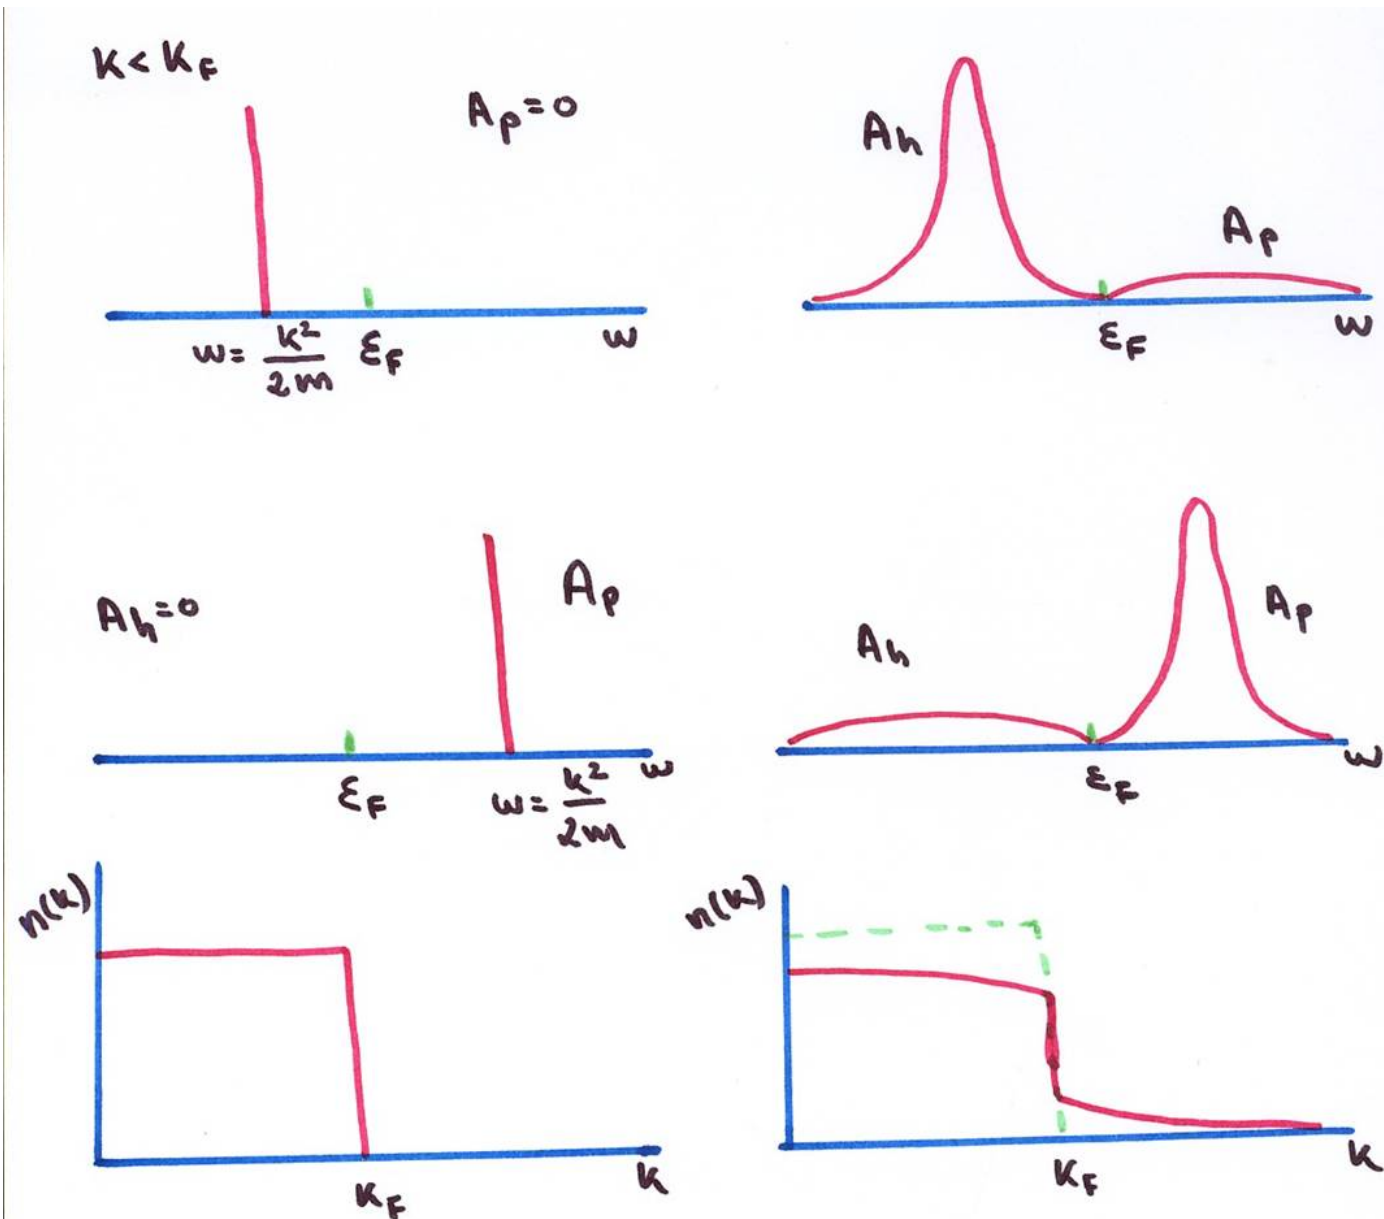 K < K_F
A_p = 0
w = k²/2m
ε_F
w
A_h
A_p
ε_F
w
A_h = 0
A_p
ε_F
w = k²/2m
w
A_h
A_p
ε_F
w
n(k)
K_F
K
n(k)
K_F
K